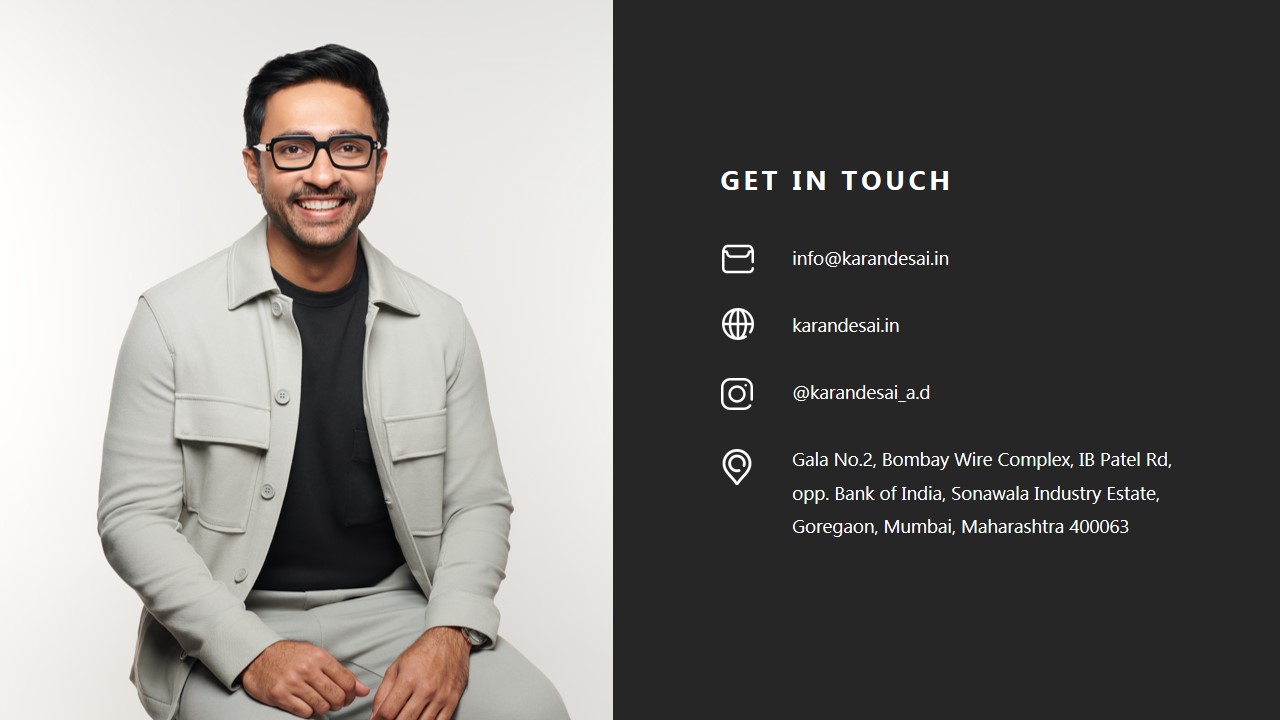 GET IN TOUCH
info@karandesai.in
karandesai.in
@karandesai_a.d
Gala No.2, Bombay Wire Complex, IB Patel Rd,
opp. Bank of India, Sonawala Industry Estate,
Goregaon, Mumbai, Maharashtra 400063